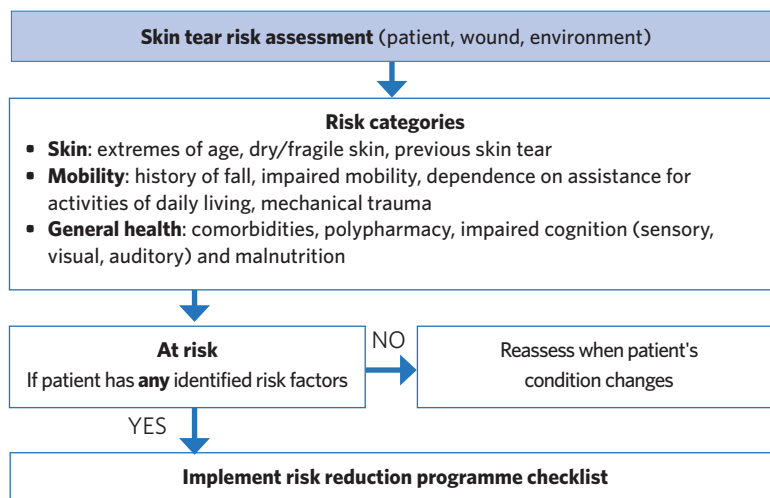 Skin tear risk assessment (patient, wound, environment)
Risk categories
• Skin: extremes of age, dry/fragile skin, previous skin tear
• Mobility: history of fall, impaired mobility, dependence on assistance for
activities of daily living, mechanical trauma
• General health: comorbidities, polypharmacy, impaired cognition (sensory,
visual, auditory) and malnutrition
At risk
If patient has any identified risk factors
NO
Reassess when patient's
condition changes
YES
Implement risk reduction programme checklist